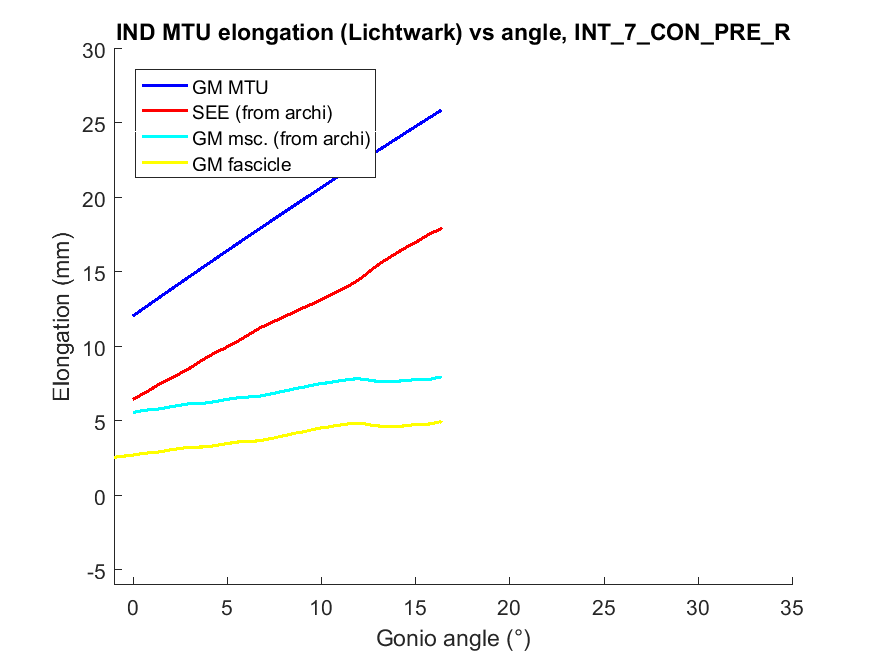 IND MTU elongation (Lichtwark) vs angle, INT_7_CON_PRE_R
30
25
20
15
10
5
0
-5
Elongation (mm)
GM MTU
SEE (from archi)
GM msc. (from archi)
GM fascicle
0 5 10 15 20 25 30 35
Gonio angle (°)